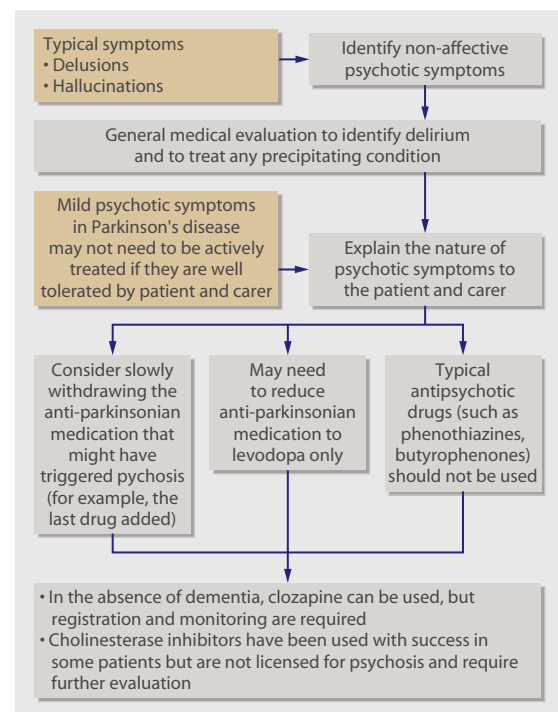 Typical symptoms
• Delusions
• Hallucinations
Identify non-affective
psychotic symptoms
General medical evaluation to identify delirium
and to treat any precipitating condition
Mild psychotic symptoms
in Parkinson's disease
may not need to be actively
treated if they are well
tolerated by patient and carer
Explain the nature of
psychotic symptoms to
the patient and carer
Consider slowly
withdrawing the
anti-parkinsonian
medication that
might have
triggered pychosis
(for example, the
last drug added)
May need
to reduce
anti-parkinsonian
medication to
levodopa only
Typical
antipsychotic
drugs (such as
phenothiazines,
butyrophenones)
should not be used
• In the absence of dementia, clozapine can be used, but
registration and monitoring are required
• Cholinesterase inhibitors have been used with success in
some patients but are not licensed for psychosis and require
further evaluation